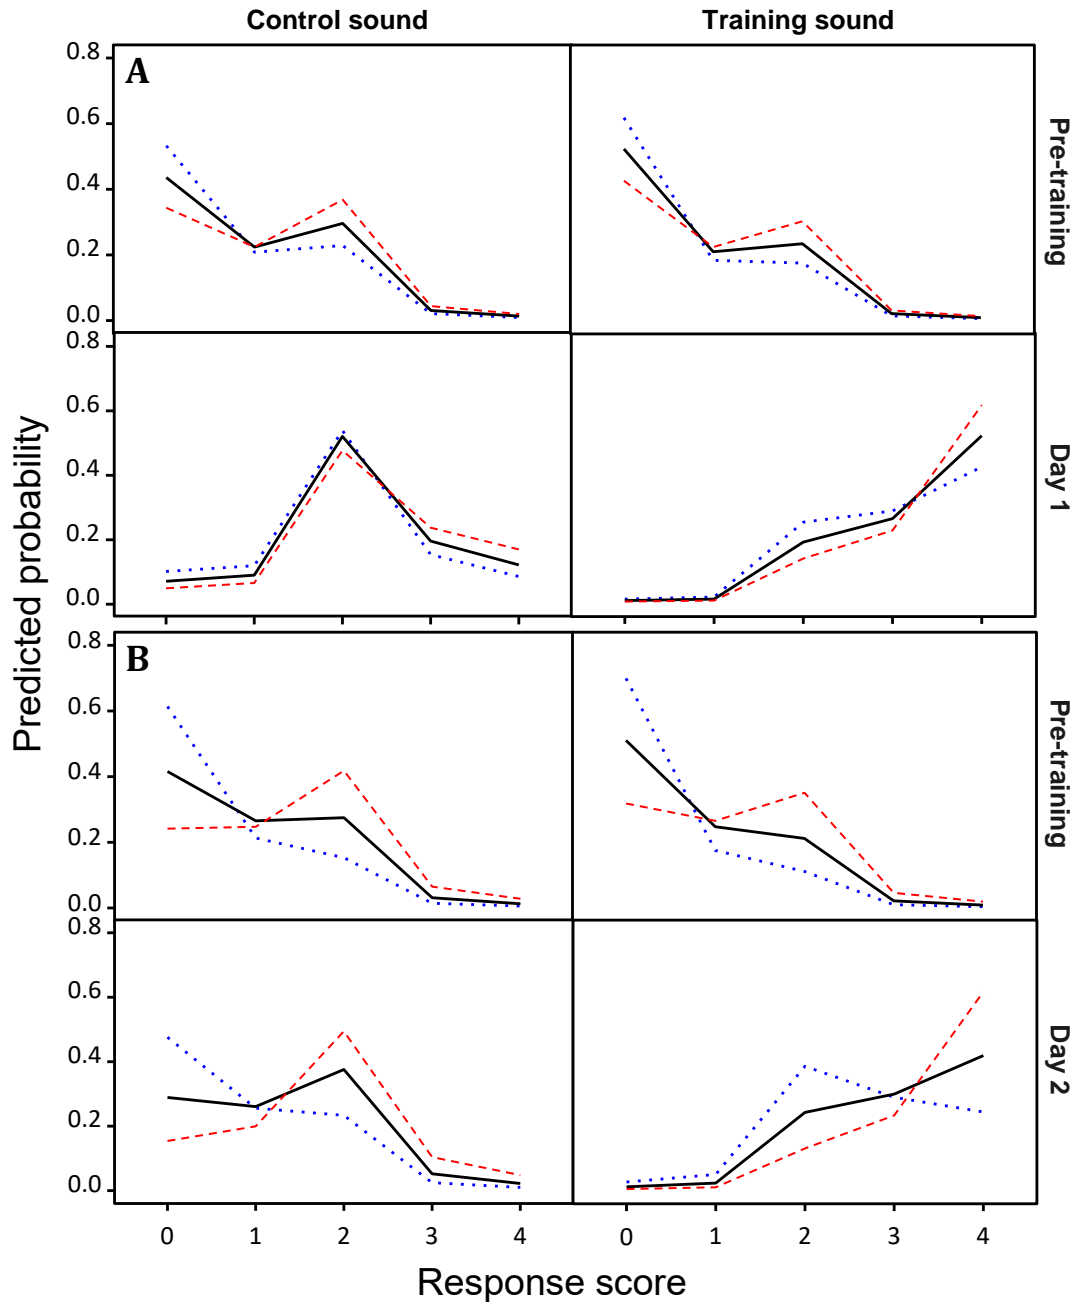 Control sound Training sound
A
0.8
0.6
0.4
0.2
0.0
Pre-training
0.8
0.6
0.4
0.2
0.0
Day 1
B
0.8
0.6
0.4
0.2
0.0
Pre-training
0.8
0.6
0.4
0.2
0.0
Day 2
Predicted probability
0 1 2 3 4 0 1 2 3 4
Response score